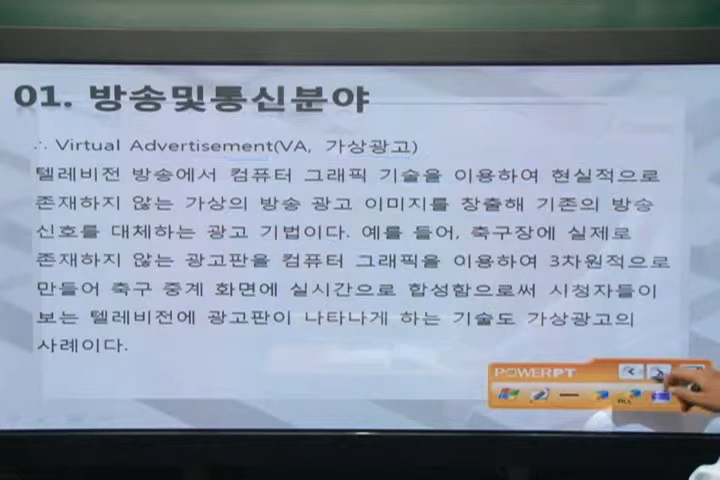 01. 방송및통신분야
∴ Virtual Advertisement(VA, 가상광고)
텔레비전 방송에서 컴퓨터 그래픽 기술을 이용하여 현실적으로
존재하지 않는 가상의 방송 광고 이미지를 창출해 기존의 방송
신호를 대체하는 광고 기법이다. 예를 들어, 축구장에 실제로
존재하지 않는 광고판을 컴퓨터 그래픽을 이용하여 3차원적으로
만들어 축구 중계 화면에 실시간으로 합성함으로써 시청자들이
보는 텔레비전에 광고판이 나타나게 하는 기술도 가상광고의
사례이다.
POWERPT
ALL